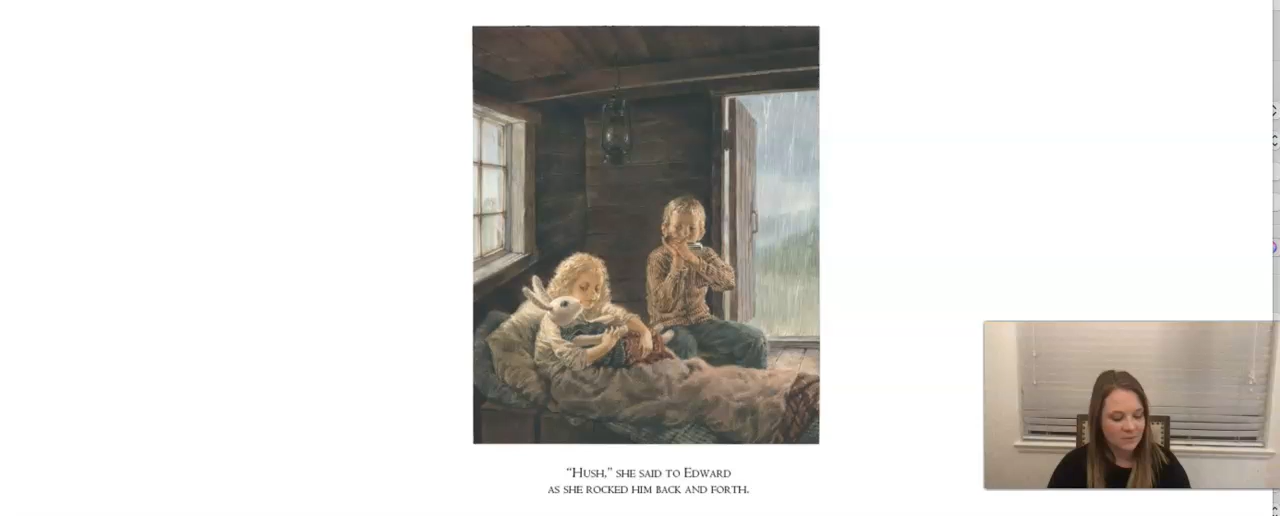 “Hush,” she said to Edward
as she rocked him back and forth.